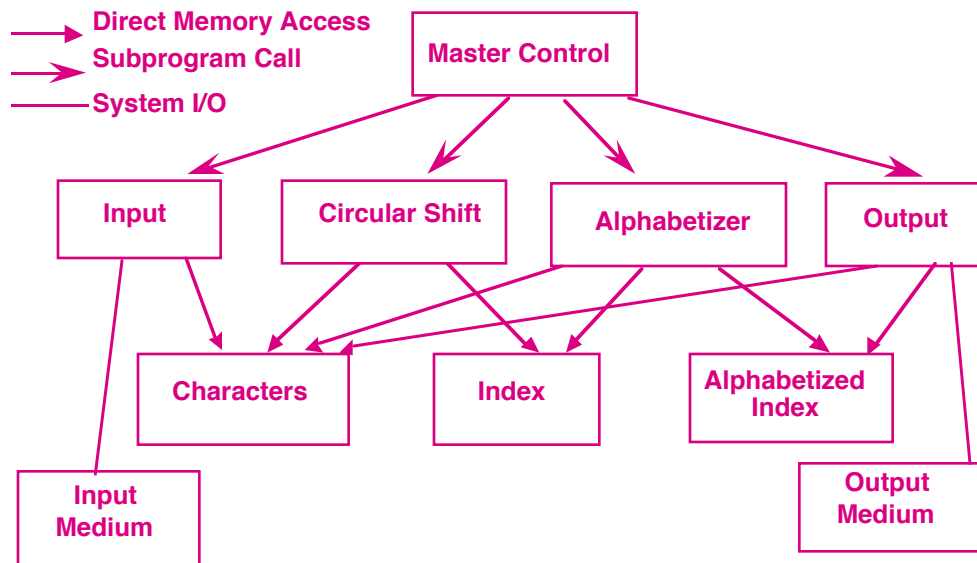 Direct Memory Access
Subprogram Call
System I/O
Master Control
Input
Circular Shift
Alphabetizer
Output
Characters
Index
Alphabetized
Index
Input
Medium
Output
Medium